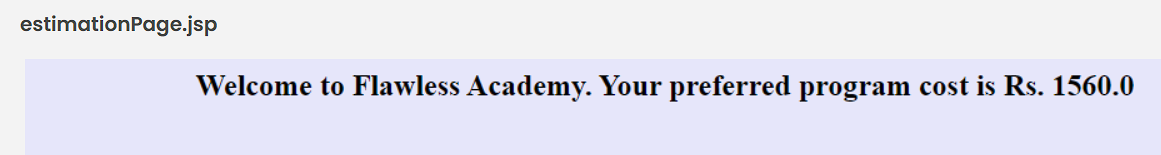 estimationPage.jsp
Welcome to Flawless Academy. Your preferred program cost is Rs. 1560.0